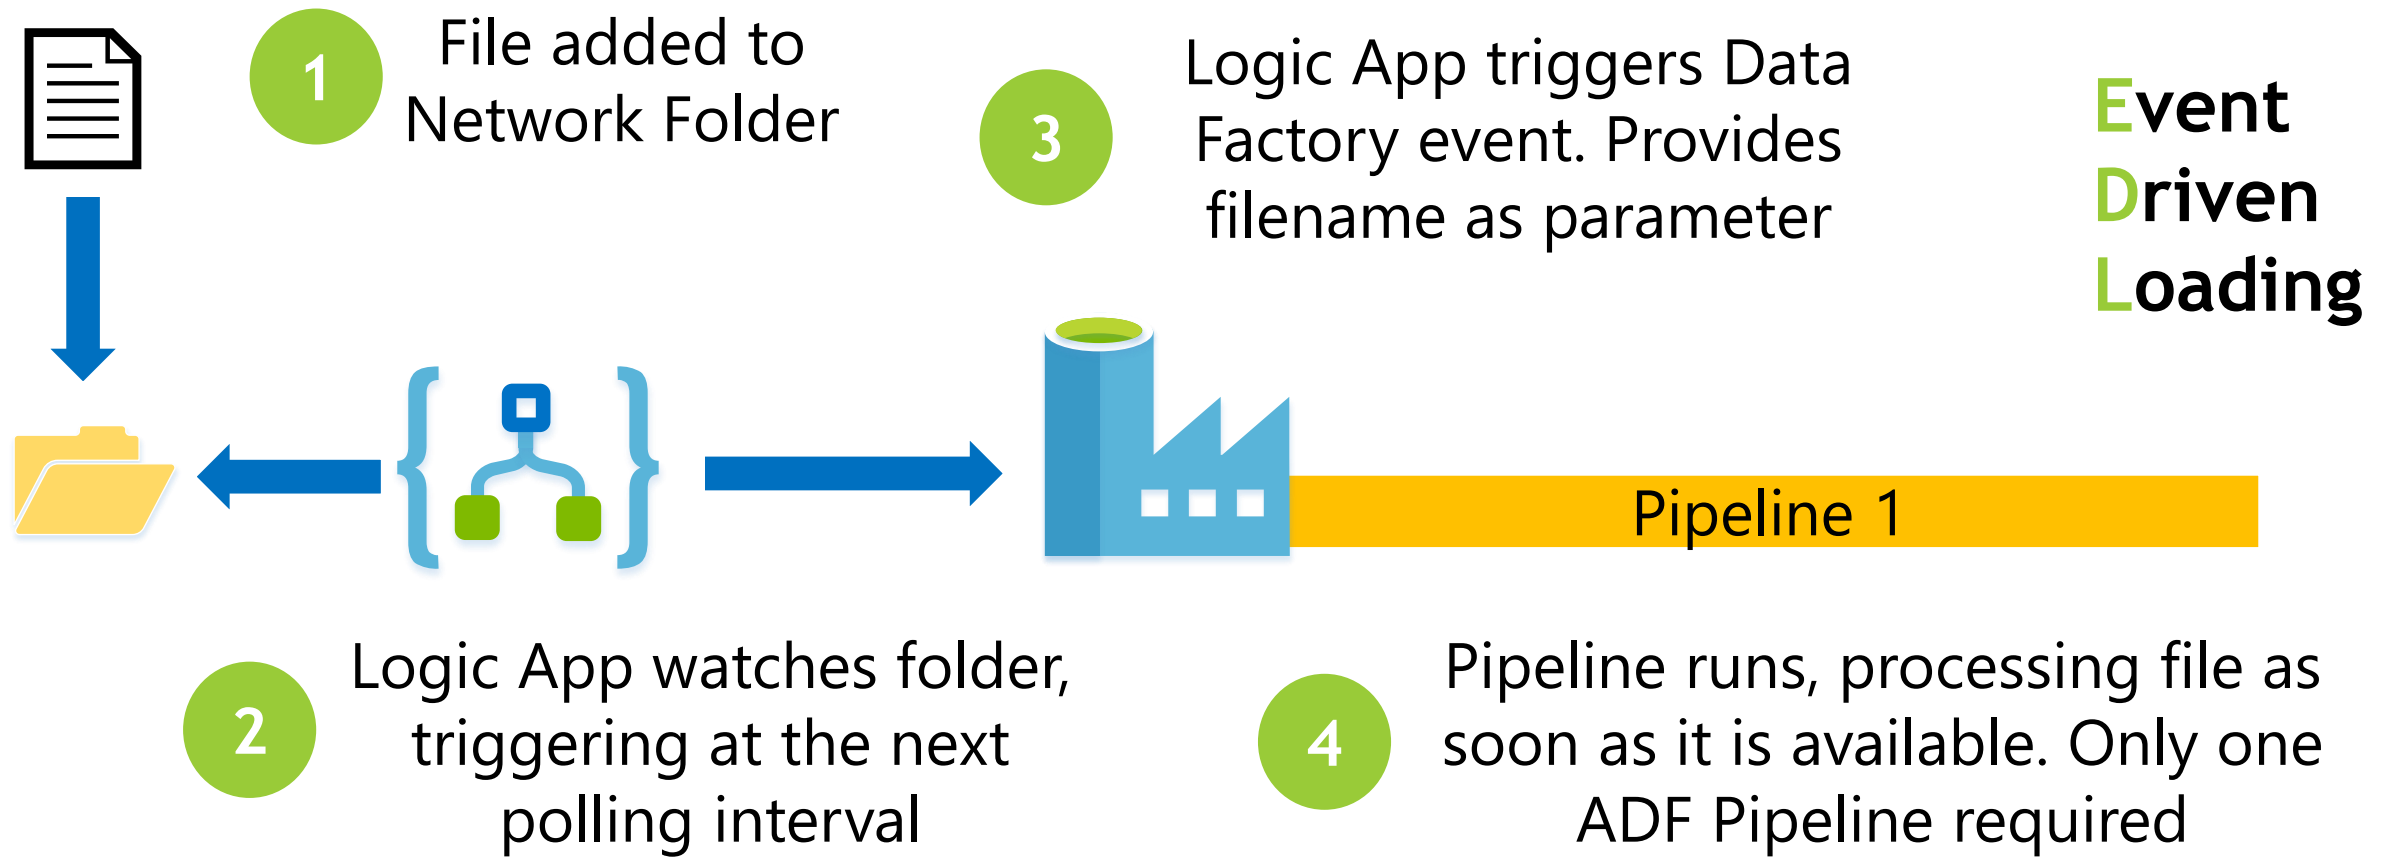 1
File added to
Network Folder
3
Logic App triggers Data
Factory event. Provides
filename as parameter
Event
Driven
Loading
Pipeline 1
2
Logic App watches folder,
triggering at the next
polling interval
4
Pipeline runs, processing file as
soon as it is available. Only one
ADF Pipeline required